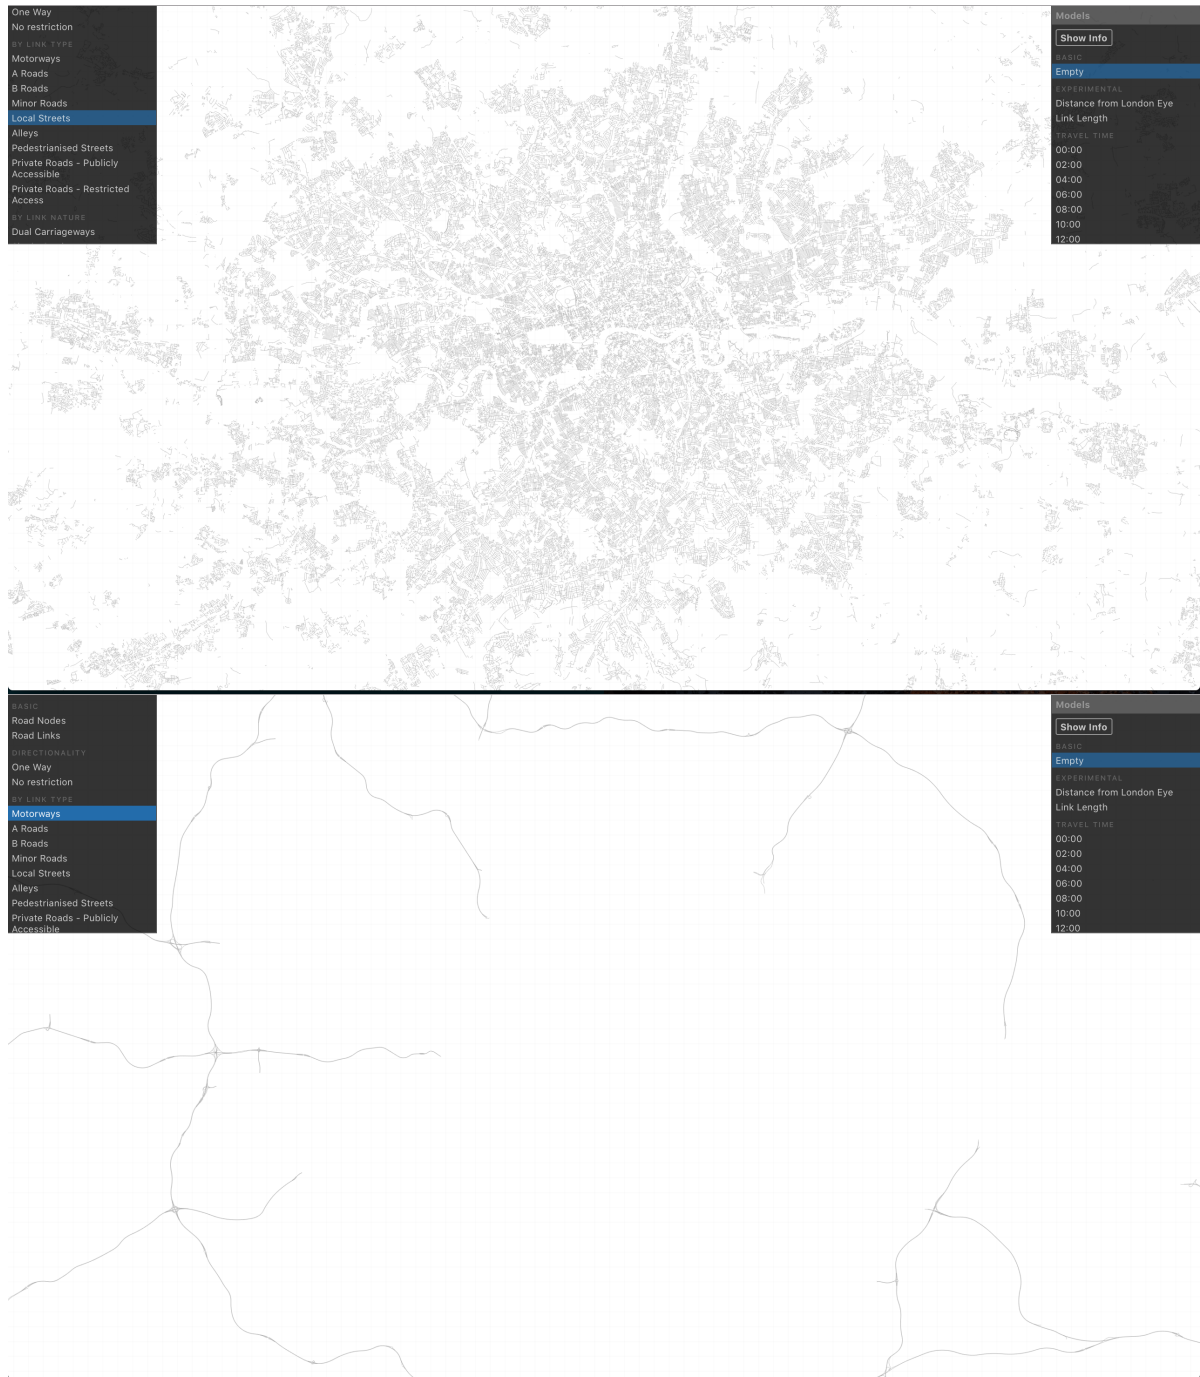 One Way
No restriction
BY LINK TYPE
Motorways
A Roads
B Roads
Minor Roads
Local Streets
Alleys
Pedestrianised Streets
Private Roads - Publicly
Accessible
Private Roads - Restricted
Access
BY LINK NATURE
Dual Carriageways
Models
Show Info
BASIC
Empty
EXPERIMENTAL
Distance from London Eye
Link Length
TRAVEL TIME
00:00
02:00
04:00
06:00
08:00
10:00
12:00
BASIC
Road Nodes
Road Links
DIRECTIONALITY
One Way
No restriction
BY LINK TYPE
Motorways
A Roads
B Roads
Minor Roads
Local Streets
Alleys
Pedestrianised Streets
Private Roads - Publicly
Accessible
Models
Show Info
BASIC
Empty
EXPERIMENTAL
Distance from London Eye
Link Length
TRAVEL TIME
00:00
02:00
04:00
06:00
08:00
10:00
12:00